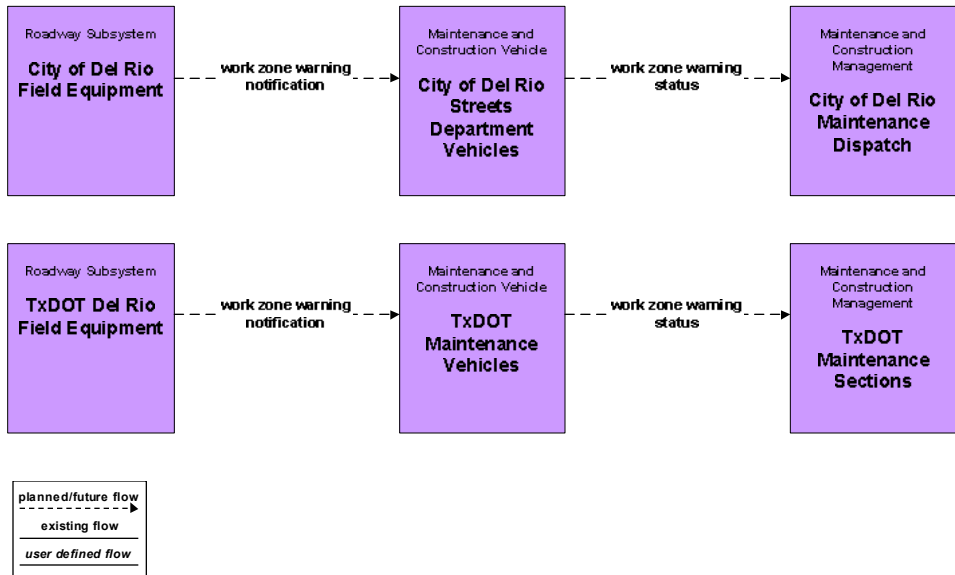 Roadway Subsystem
City of Del Rio
Field Equipment
work zone warning
notification
Maintenance and
Construction Vehicle
City of Del Rio
Streets
Department
Vehicles
work zone warning
status
Maintenance and
Construction
Management
City of Del Rio
Maintenance
Dispatch
Roadway Subsystem
TxDOT Del Rio
Field Equipment
work zone warning
notification
Maintenance and
Construction Vehicle
TxDOT
Maintenance
Vehicles
work zone warning
status
Maintenance and
Construction
Management
TxDOT
Maintenance
Sections
planned/future flow
existing flow
user defined flow